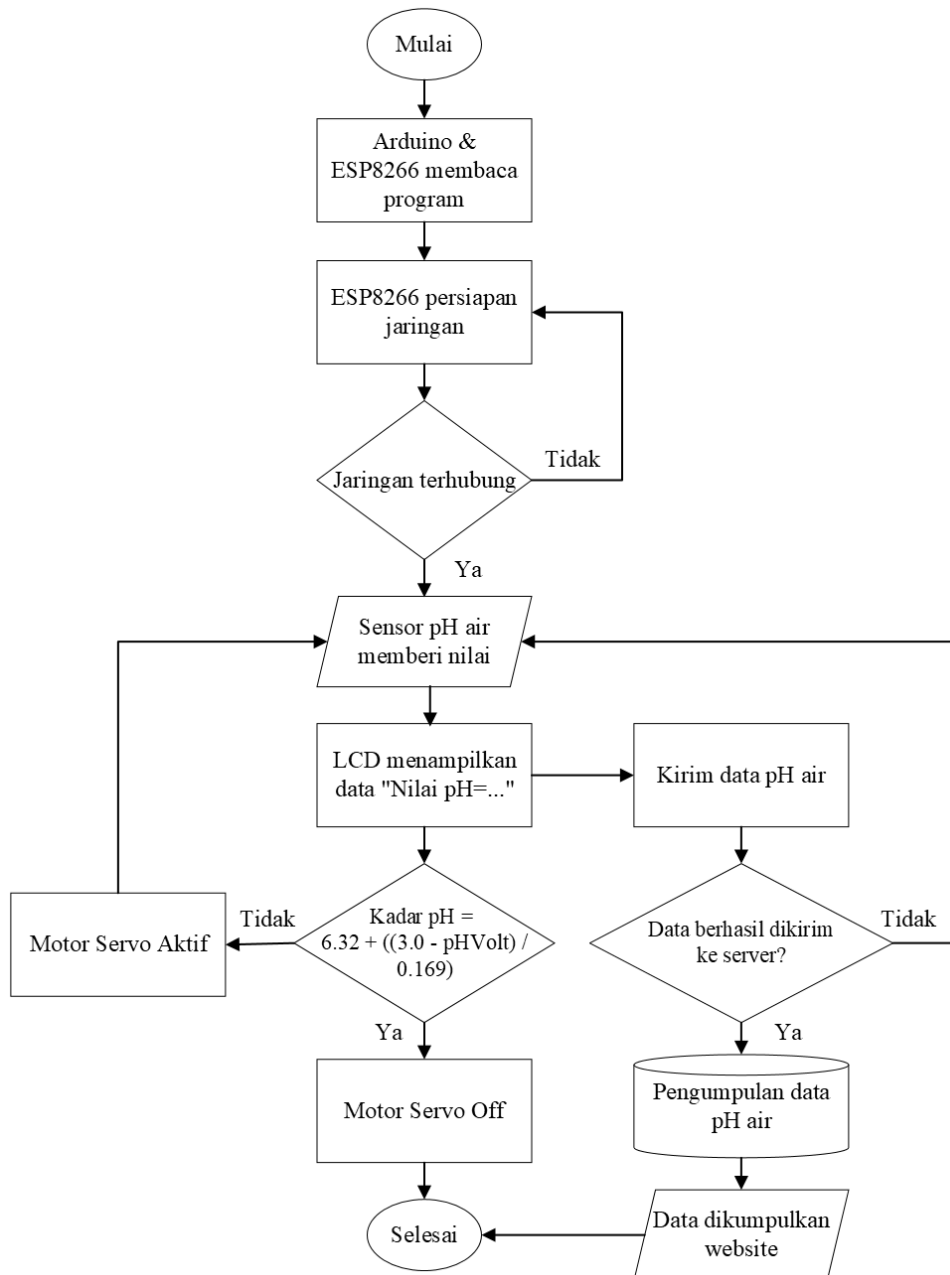 Mulai
Arduino &
ESP8266 membaca
program
ESP8266 persiapan
jaringan
Jaringan terhubung
Tidak
Ya
Sensor pH air
memberi nilai
LCD menampilkan
data "Nilai pH=..."
Kirim data pH air
Motor Servo Aktif
Tidak
Kadar pH =
6.32 + ((3.0 - pHVolt) /
0.169)
Data berhasil dikirim
ke server?
Tidak
Ya
Ya
Motor Servo Off
Pengumpulan data
pH air
Selesai
Data dikumpulkan
website